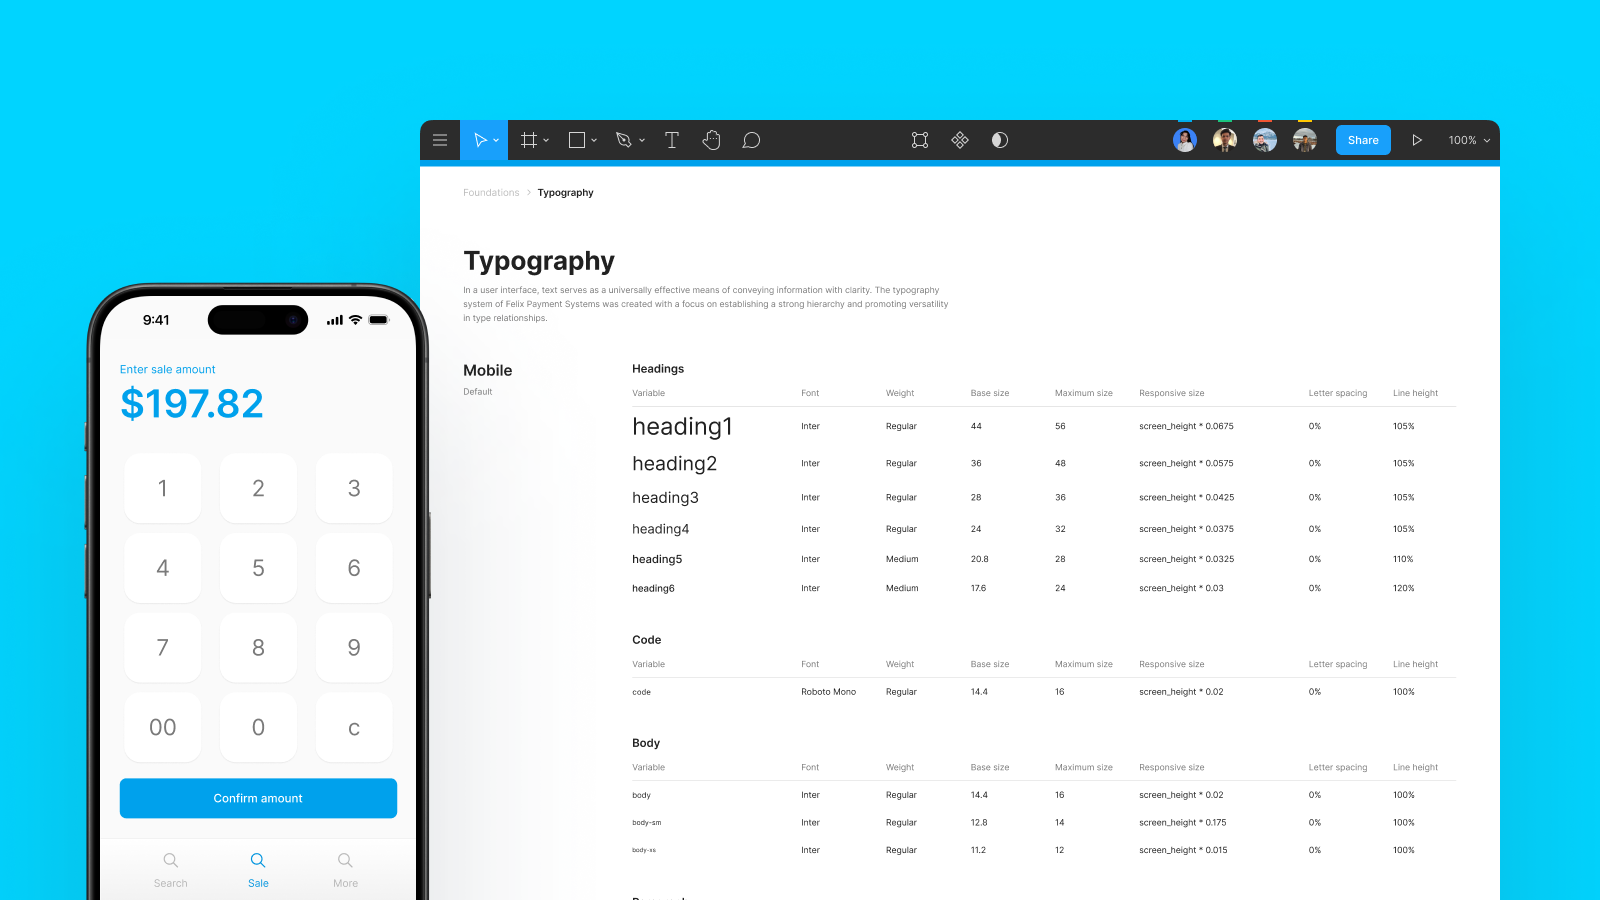 Share
100%
Foundations > Typography
Typography
In a user interface, text serves as a universally effective means of conveying information with clarity. The typography
system of Felix Payment Systems was created with a focus on establishing a strong hierarchy and promoting versatility
in type relationships.
Mobile
Default
Headings
Variable Font Weight Base size Maximum size Responsive size Letter spacing Line height
heading1 Inter Regular 44 56 screen_height * 0.0675 0% 105%
heading2 Inter Regular 36 48 screen_height * 0.0575 0% 105%
heading3 Inter Regular 28 36 screen_height * 0.0425 0% 105%
heading4 Inter Regular 24 32 screen_height * 0.0375 0% 105%
heading5 Inter Medium 20.8 28 screen_height * 0.0325 0% 110%
heading6 Inter Medium 17.6 24 screen_height * 0.03 0% 120%
Code
Variable Font Weight Base size Maximum size Responsive size Letter spacing Line height
code Roboto Mono Regular 14.4 16 screen_height * 0.02 0% 100%
Body
Variable Font Weight Base size Maximum size Responsive size Letter spacing Line height
body Inter Regular 14.4 16 screen_height * 0.02 0% 100%
body-sm Inter Regular 12.8 14 screen_height * 0.175 0% 100%
body-xs Inter Regular 11.2 12 screen_height * 0.015 0% 100%
9:41
Enter sale amount
$197.82
1 2 3
4 5 6
7 8 9
00 0 c
Confirm amount
Search Sale More